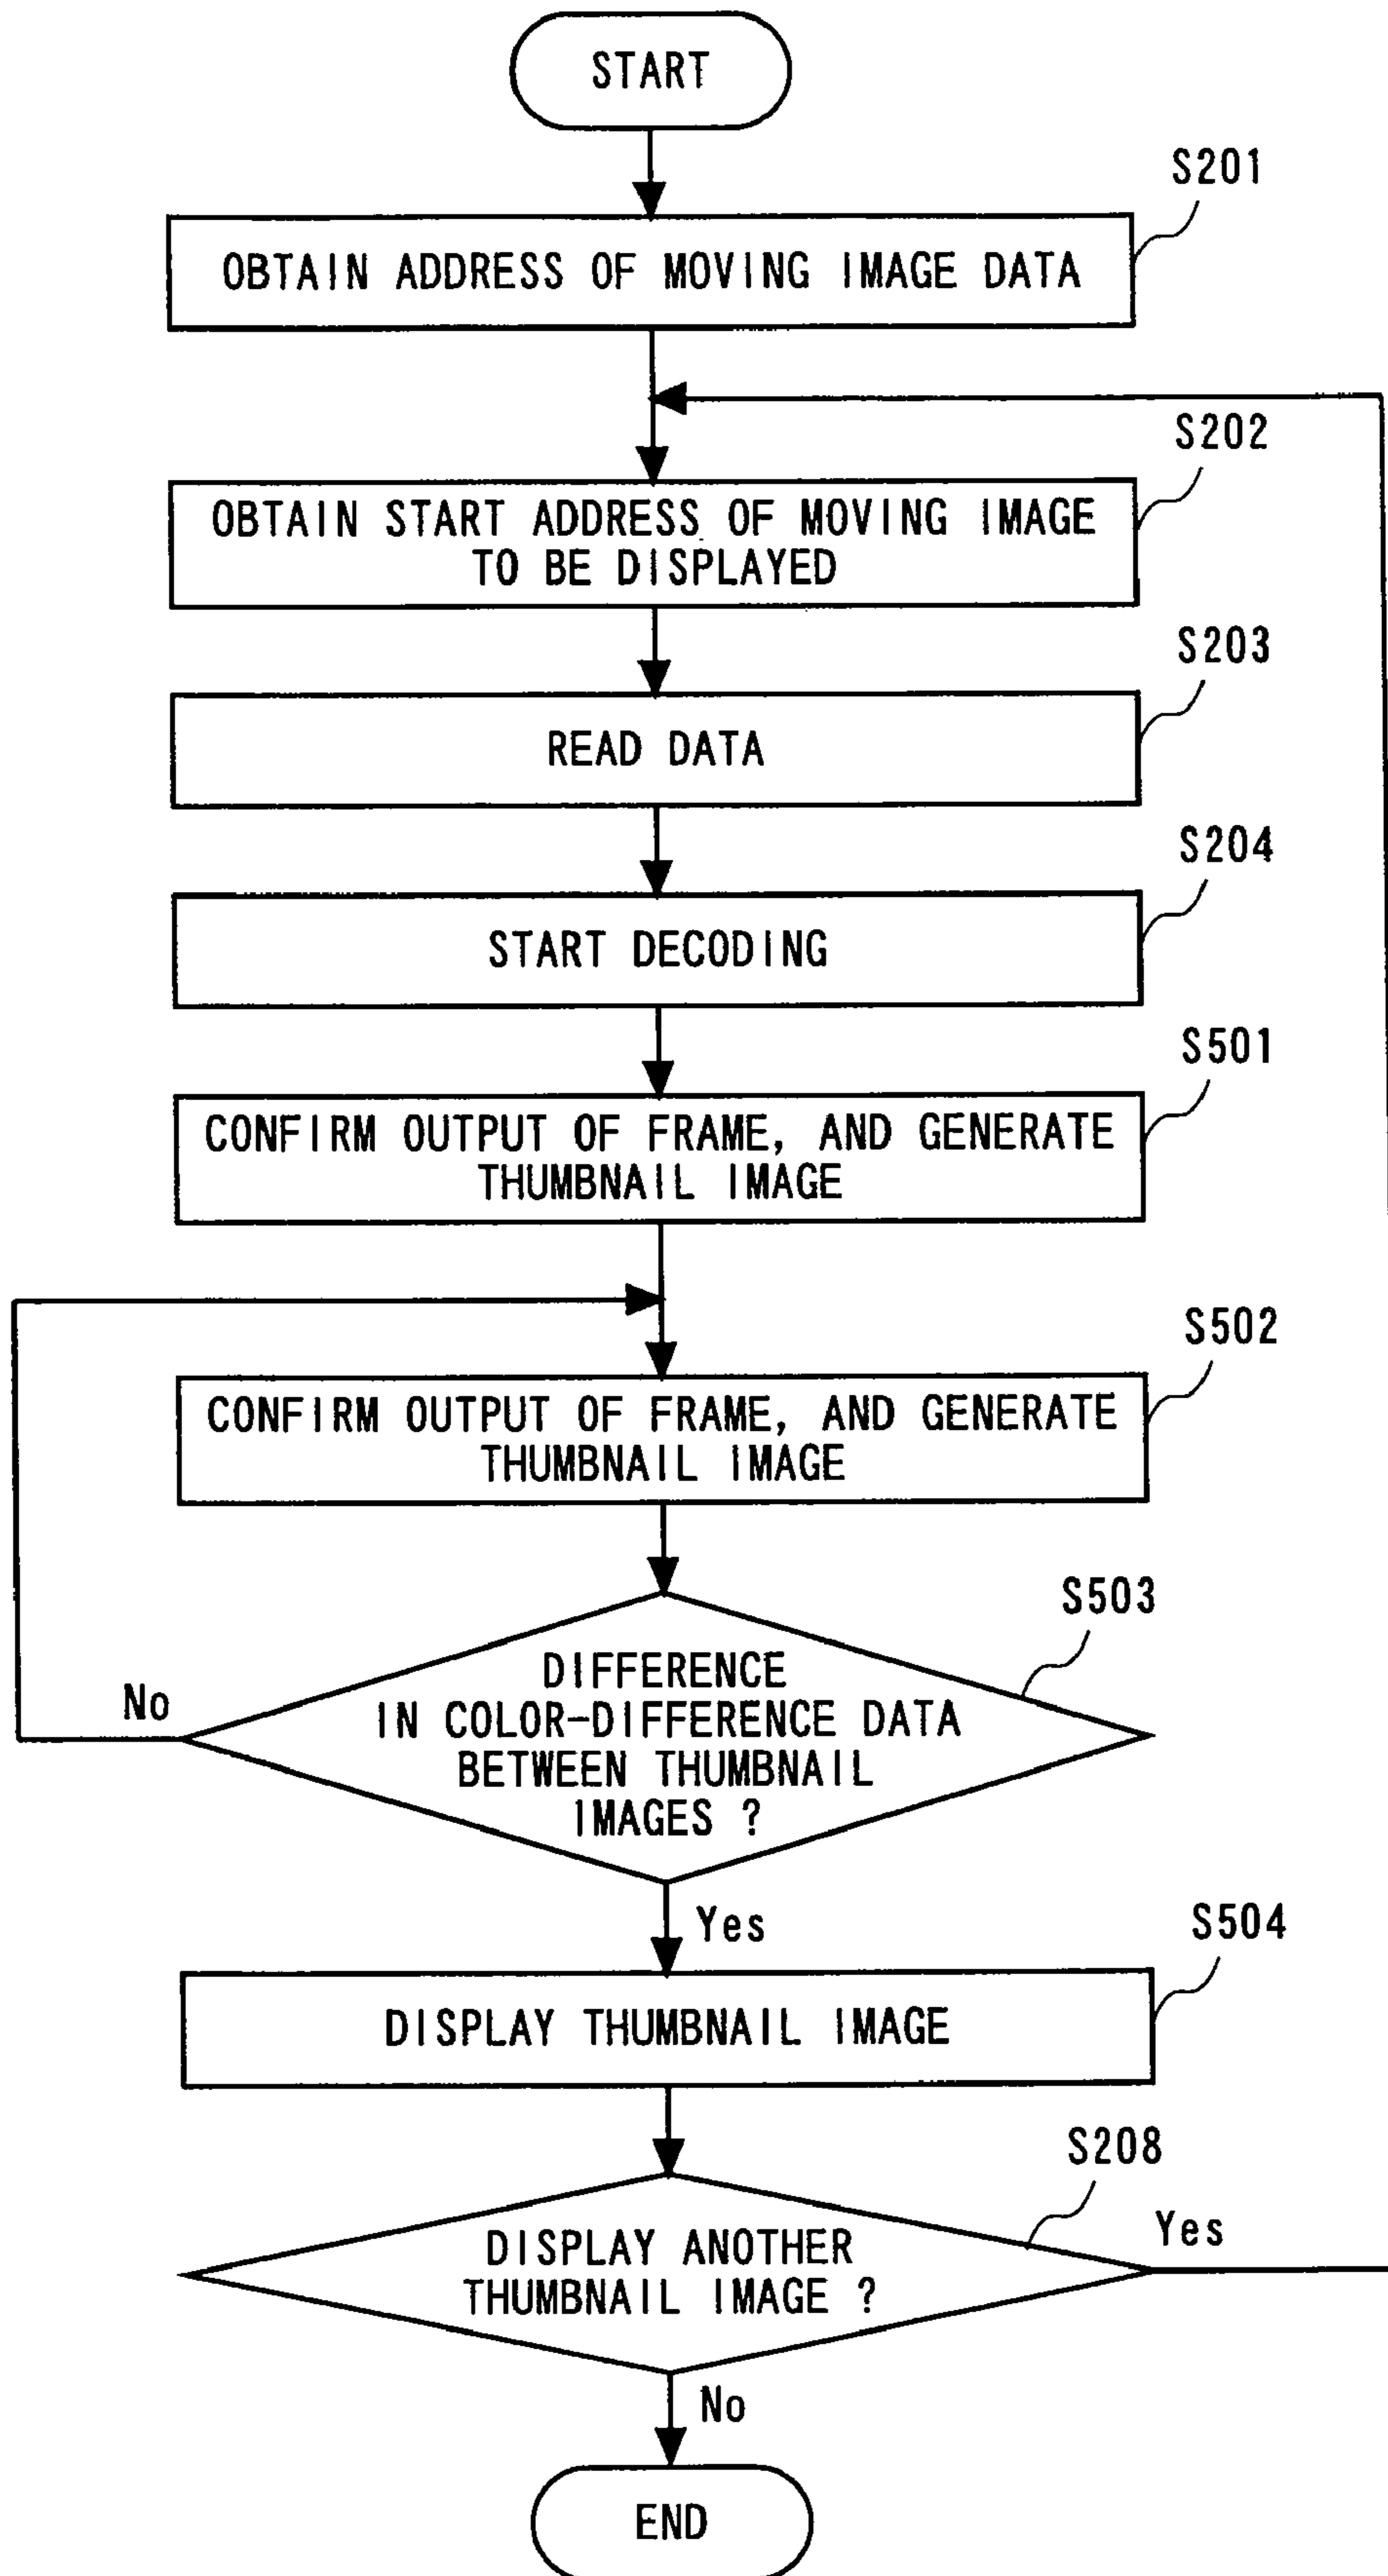 START
S201
OBTAIN ADDRESS OF MOVING IMAGE DATA
S202
OBTAIN START ADDRESS OF MOVING IMAGE
TO BE DISPLAYED
S203
READ DATA
S204
START DECODING
S501
CONFIRM OUTPUT OF FRAME, AND GENERATE
THUMBNAIL IMAGE
S502
CONFIRM OUTPUT OF FRAME, AND GENERATE
THUMBNAIL IMAGE
S503
DIFFERENCE
No
IN COLOR-DIFFERENCE DATA
BETWEEN THUMBNAIL
IMAGES ?
Yes
S504
DISPLAY THUMBNAIL IMAGE
S208
Yes
DISPLAY ANOTHER
THUMBNAIL IMAGE ?
No
END